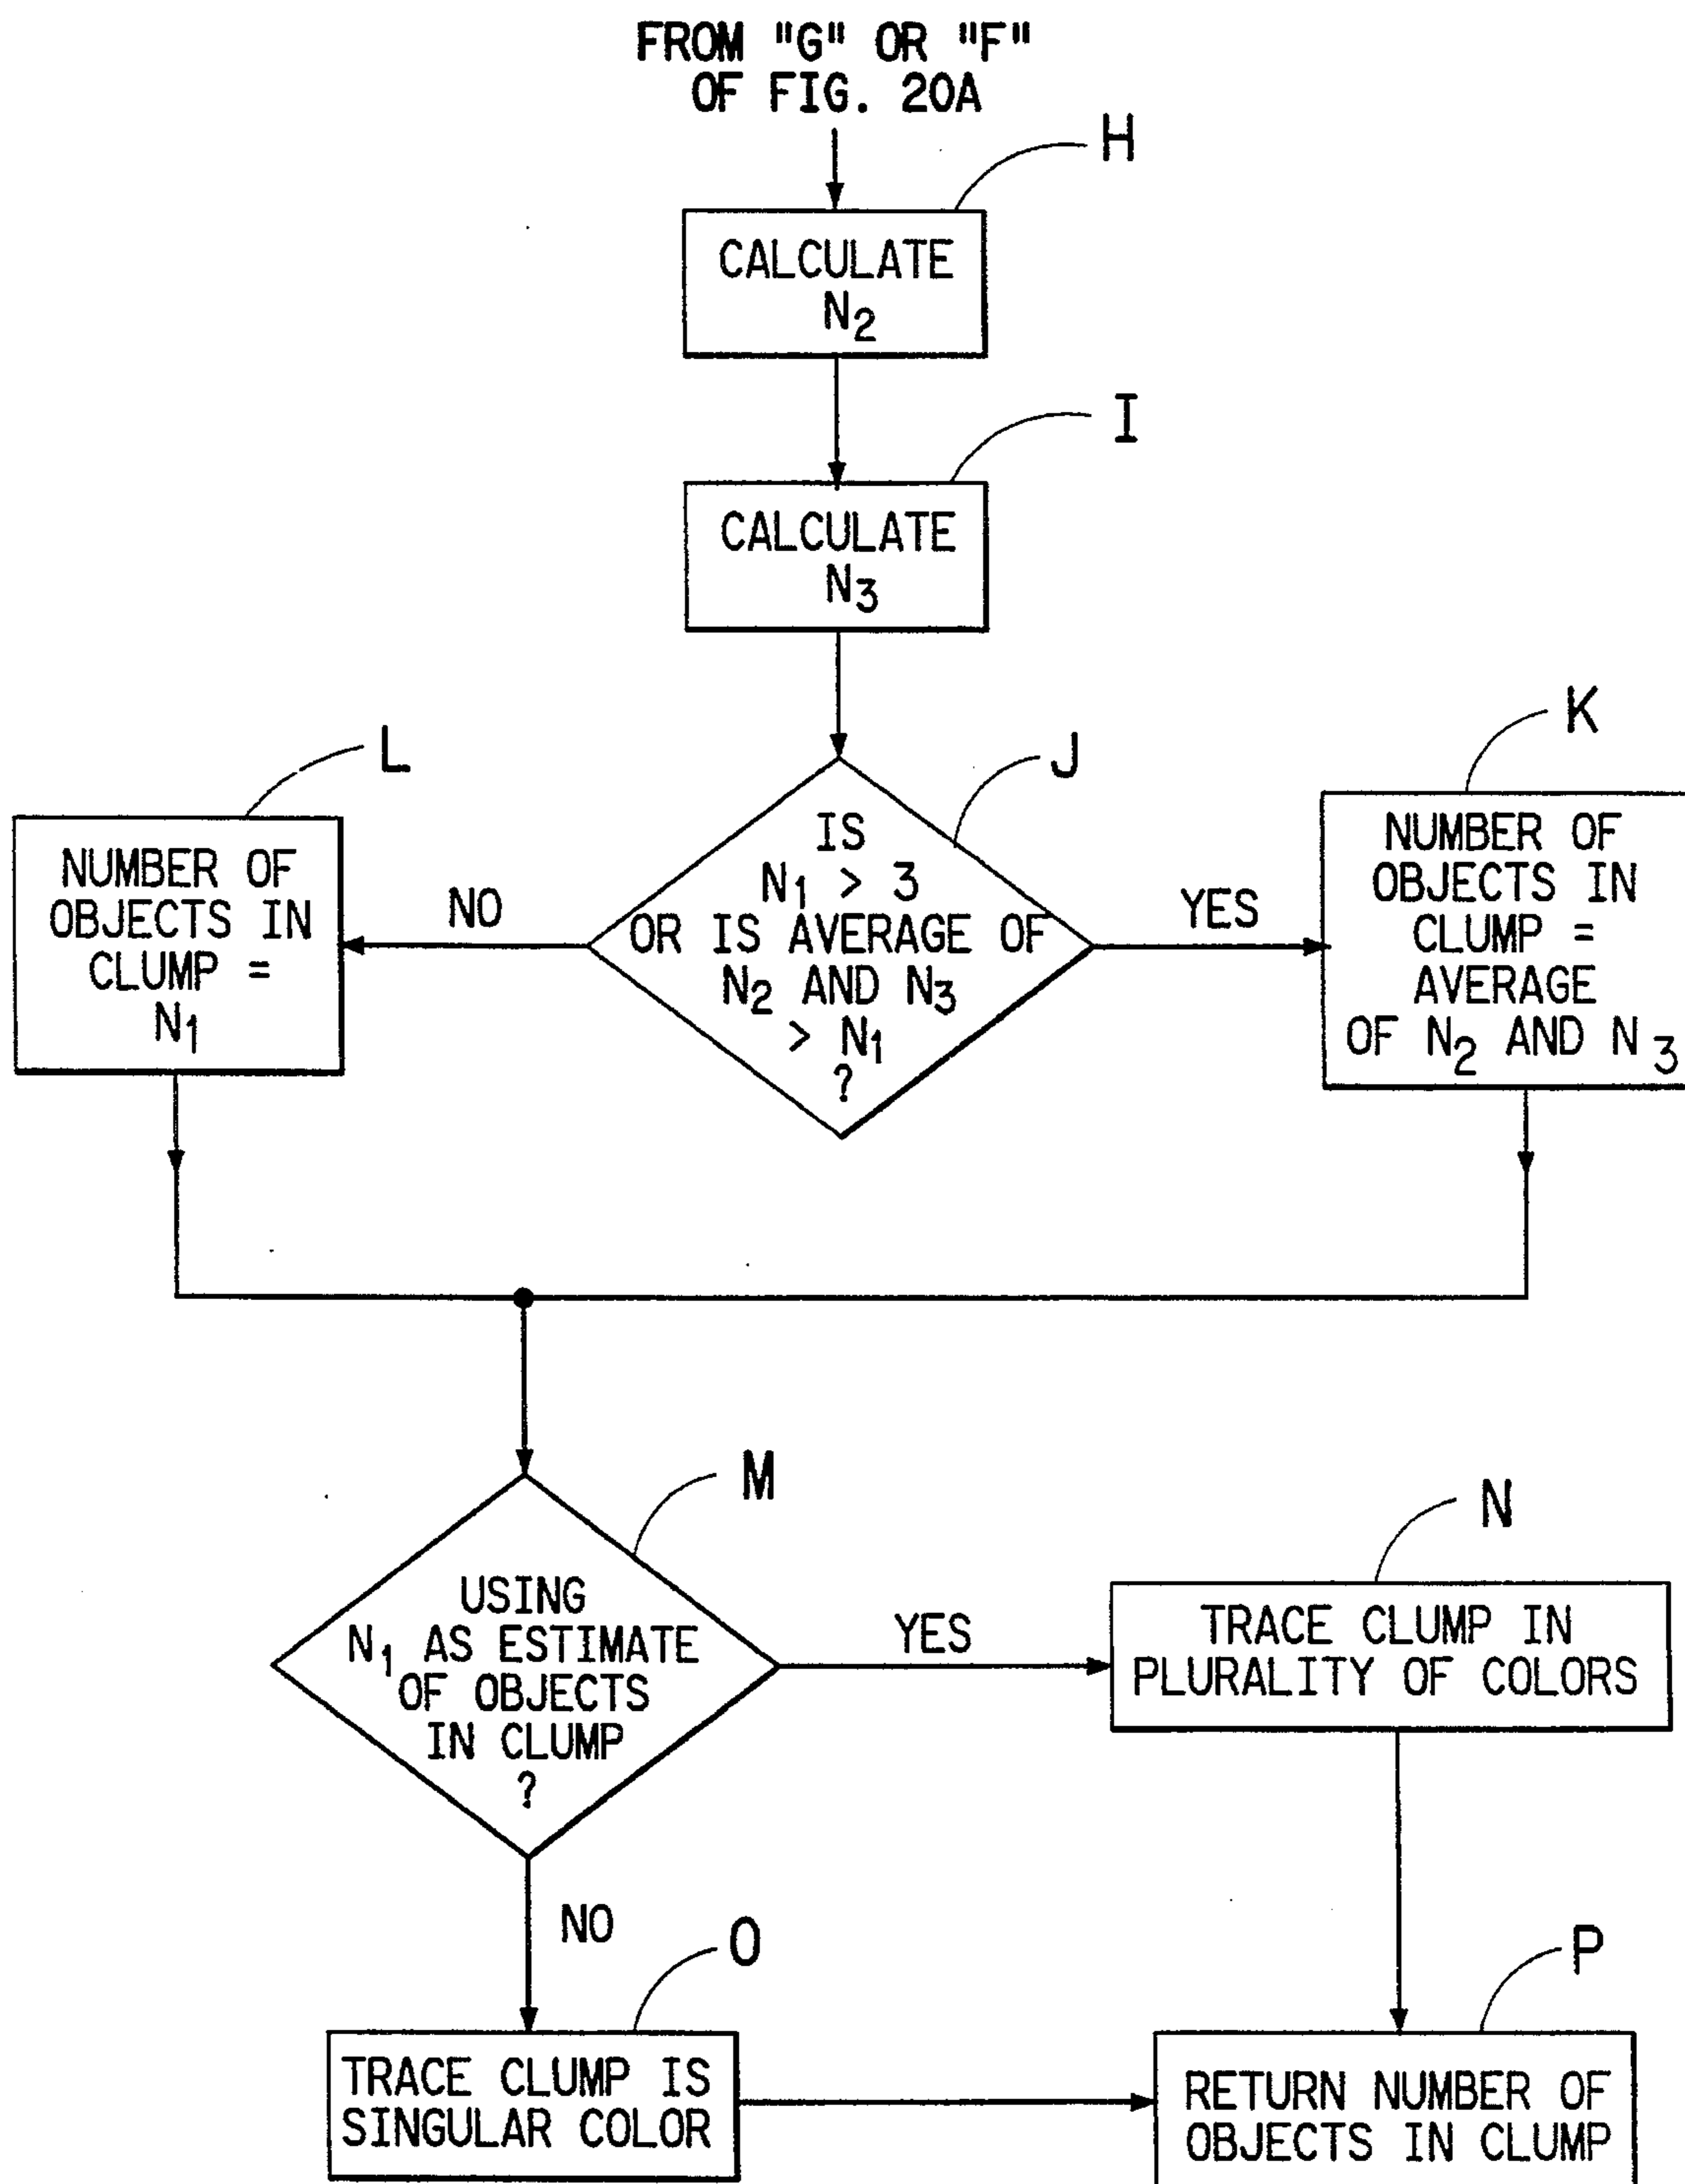 FROM "G" OR "F"
OF FIG. 20A
H
CALCULATE
N2
I
CALCULATE
N3
J
IS
N1 > 3
OR IS AVERAGE OF
N2 AND N3
> N1
?
NO
YES
L
NUMBER OF
OBJECTS IN
CLUMP =
N1
K
NUMBER OF
OBJECTS IN
CLUMP =
AVERAGE
OF N2 AND N3
M
USING
N1 AS ESTIMATE
OF OBJECTS
IN CLUMP
?
YES
N
TRACE CLUMP IN
PLURALITY OF COLORS
NO
O
TRACE CLUMP IS
SINGULAR COLOR
P
RETURN NUMBER OF
OBJECTS IN CLUMP